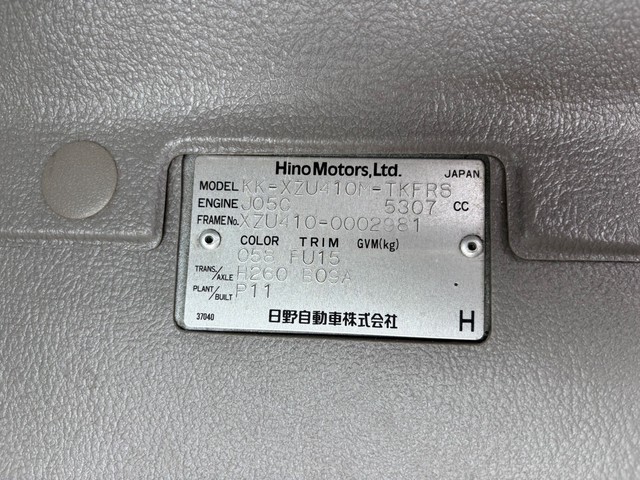 Hino Motors, Ltd. JAPAN
MODEL KK-XZU410M-TKFRS
ENGINE J05C 5307 CC
FRAME No. XZU410-0002981
COLOR TRIM GVM(kg)
058 FU15
TRANS./AXLE H260 B09A
PLANT/BUILT P11
37040 日野自動車株式会社 H